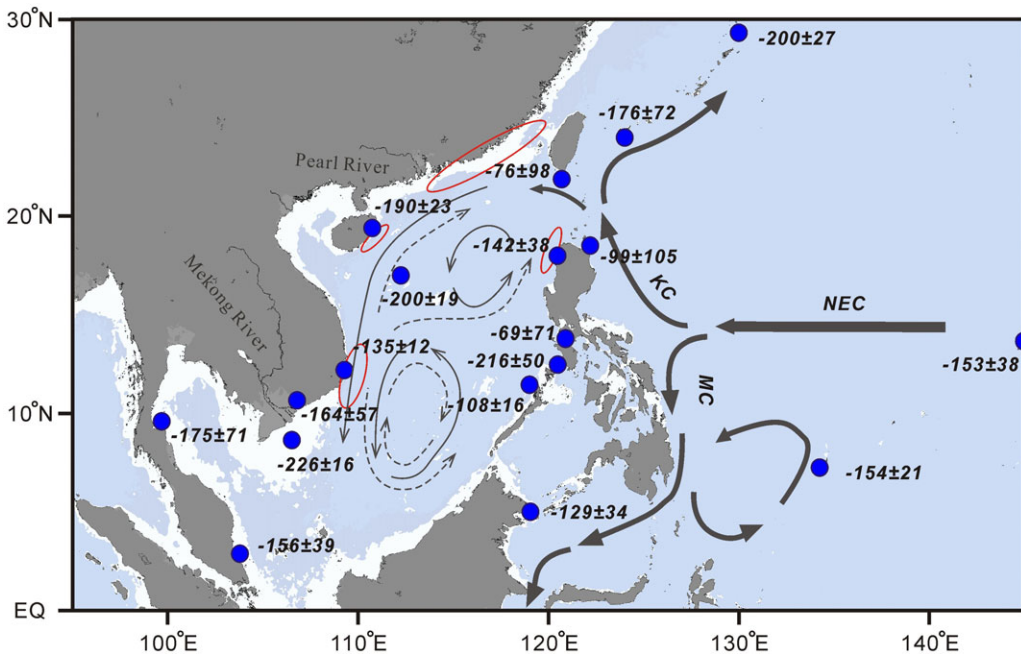 30°N
-200±27
-176±72
Pearl River
-76±98
20°N
-190±23
-142±38
-99±105
-200±19
KC
NEC
MeKong River
-69±71
-135±12
-216±50
-153±38
MC
10°N
-108±16
-164±57
-175±71
-226±16
-154±21
-129±34
-156±39
EQ
100°E
110°E
120°E
130°E
140°E